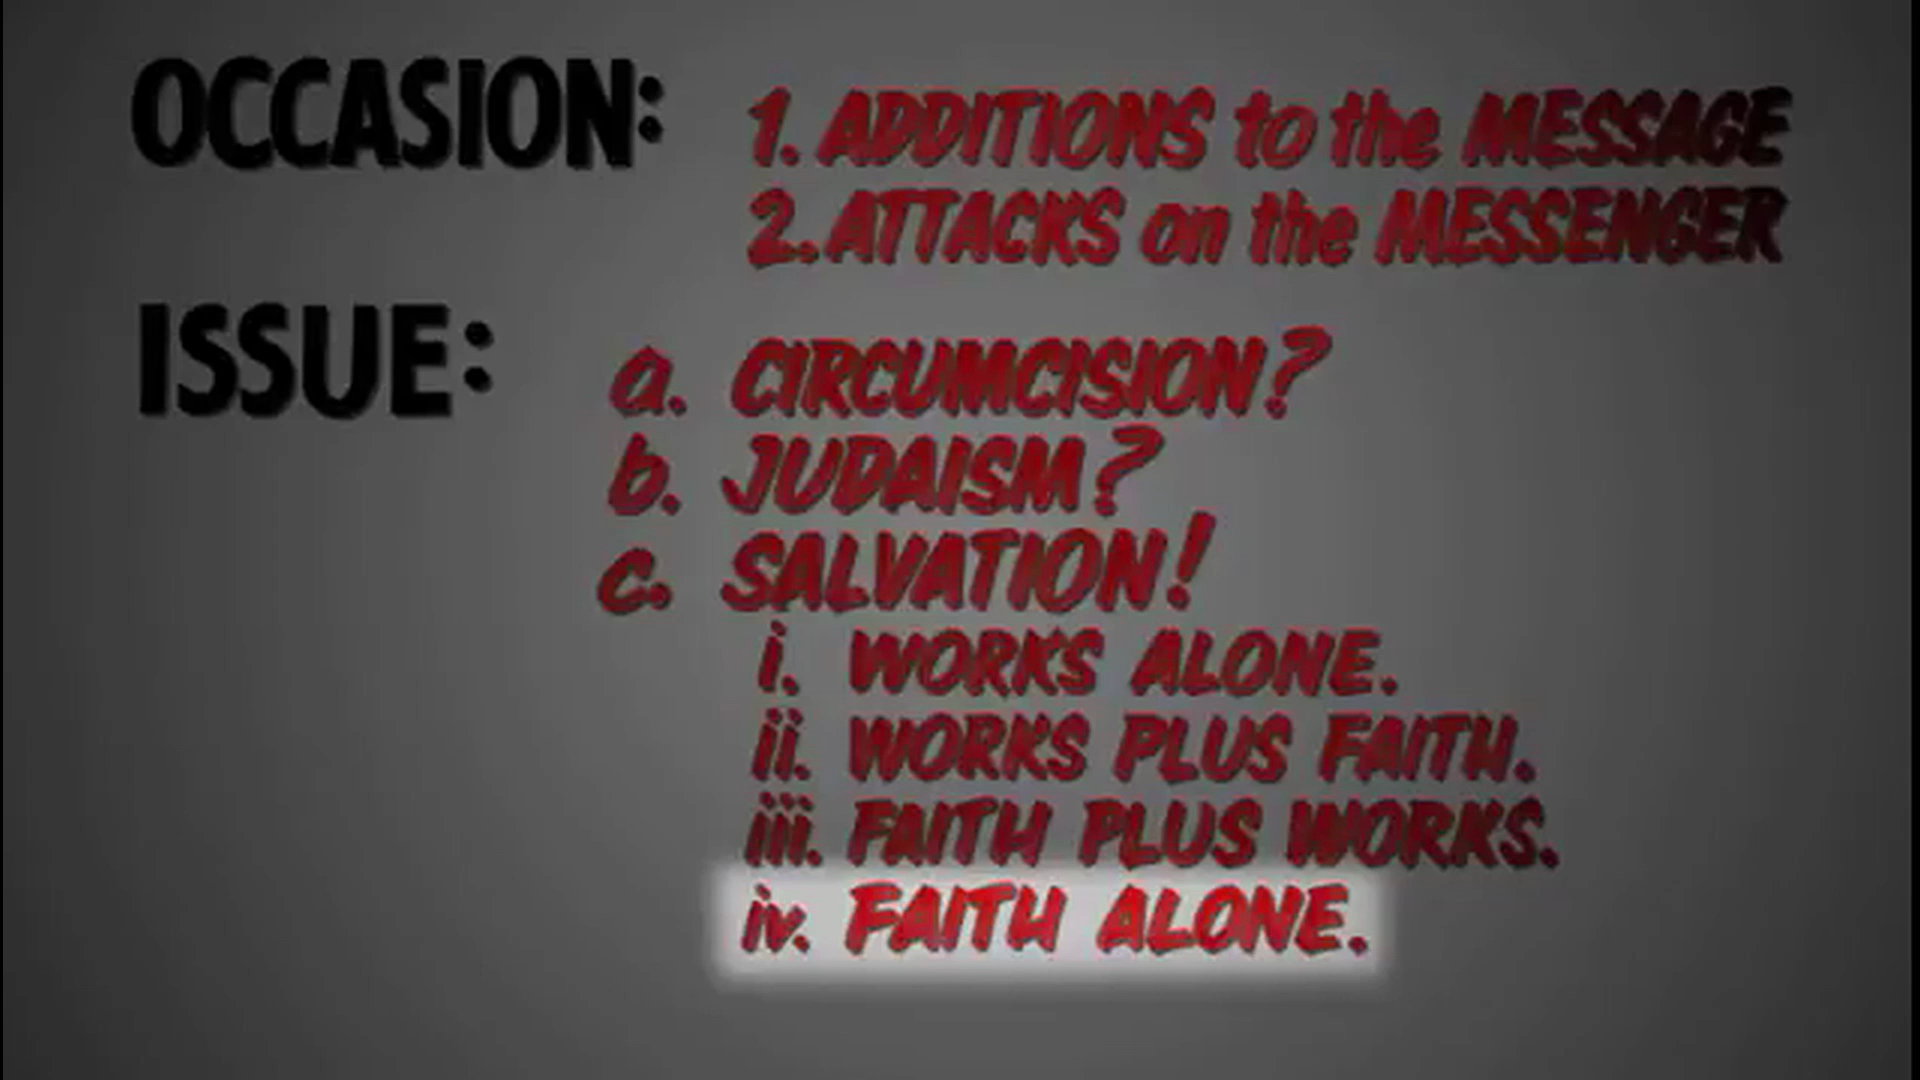 OCCASION: 1. ADDITIONS to the MESSAGE
2. ATTACKS on the MESSENGER
ISSUE: a. CIRCUMCISION?
b. JUDAISM?
c. SALVATION!
i. WORKS ALONE.
ii. WORKS PLUS FAITH.
iii. FAITH PLUS WORKS.
iv. FAITH ALONE.